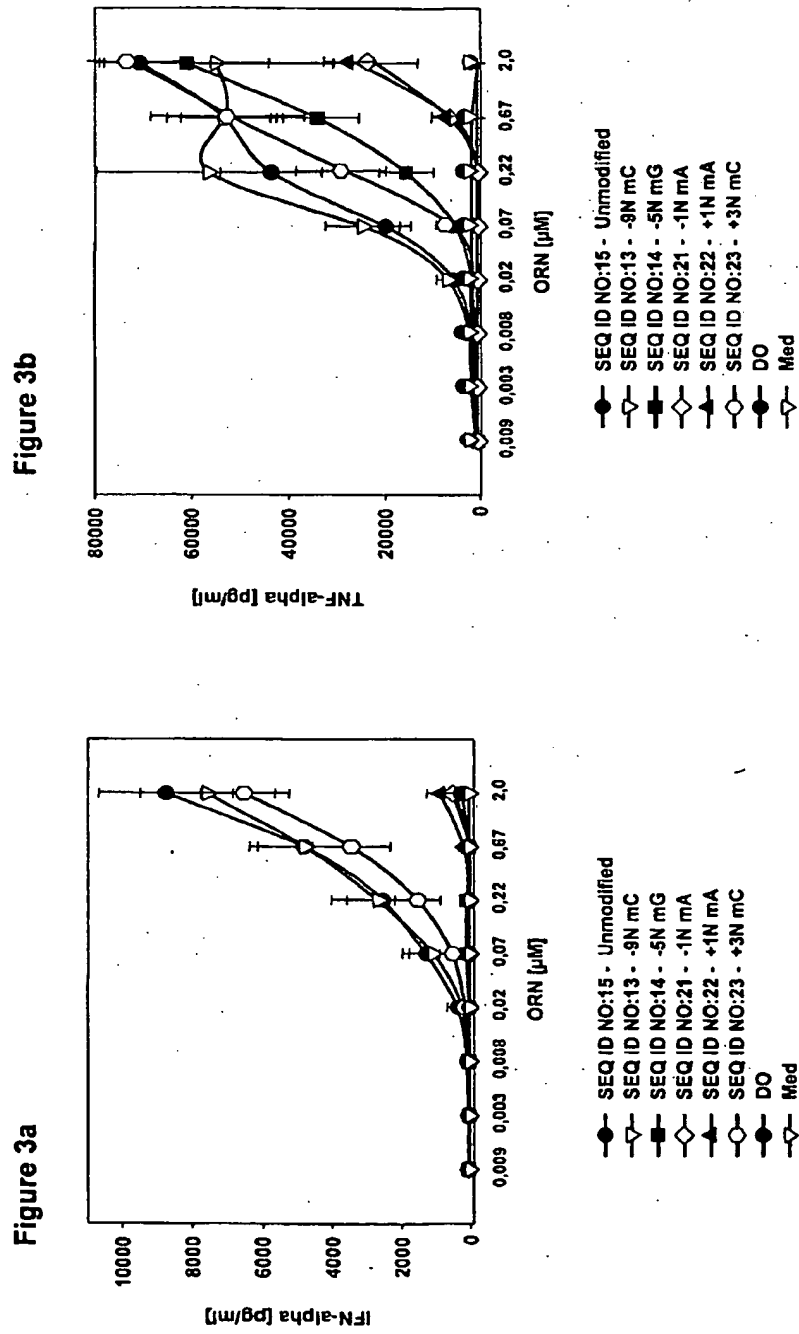 Figure 3a
IFN-alpha [pg/ml]
10000
8000
6000
4000
2000
0
0,009 0,003 0,008 0,02 0,07 0,22 0,67 2,0
ORN [µM]
SEQ ID NO:15 - Unmodified
SEQ ID NO:13 - -9N mC
SEQ ID NO:14 - -5N mG
SEQ ID NO:21 - -1N mA
SEQ ID NO:22 - +1N mA
SEQ ID NO:23 - +3N mC
DO
Med
Figure 3b
TNF-alpha [pg/ml]
80000
60000
40000
20000
0
0,009 0,003 0,008 0,02 0,07 0,22 0,67 2,0
ORN [µM]
SEQ ID NO:15 - Unmodified
SEQ ID NO:13 - -9N mC
SEQ ID NO:14 - -5N mG
SEQ ID NO:21 - -1N mA
SEQ ID NO:22 - +1N mA
SEQ ID NO:23 - +3N mC
DO
Med